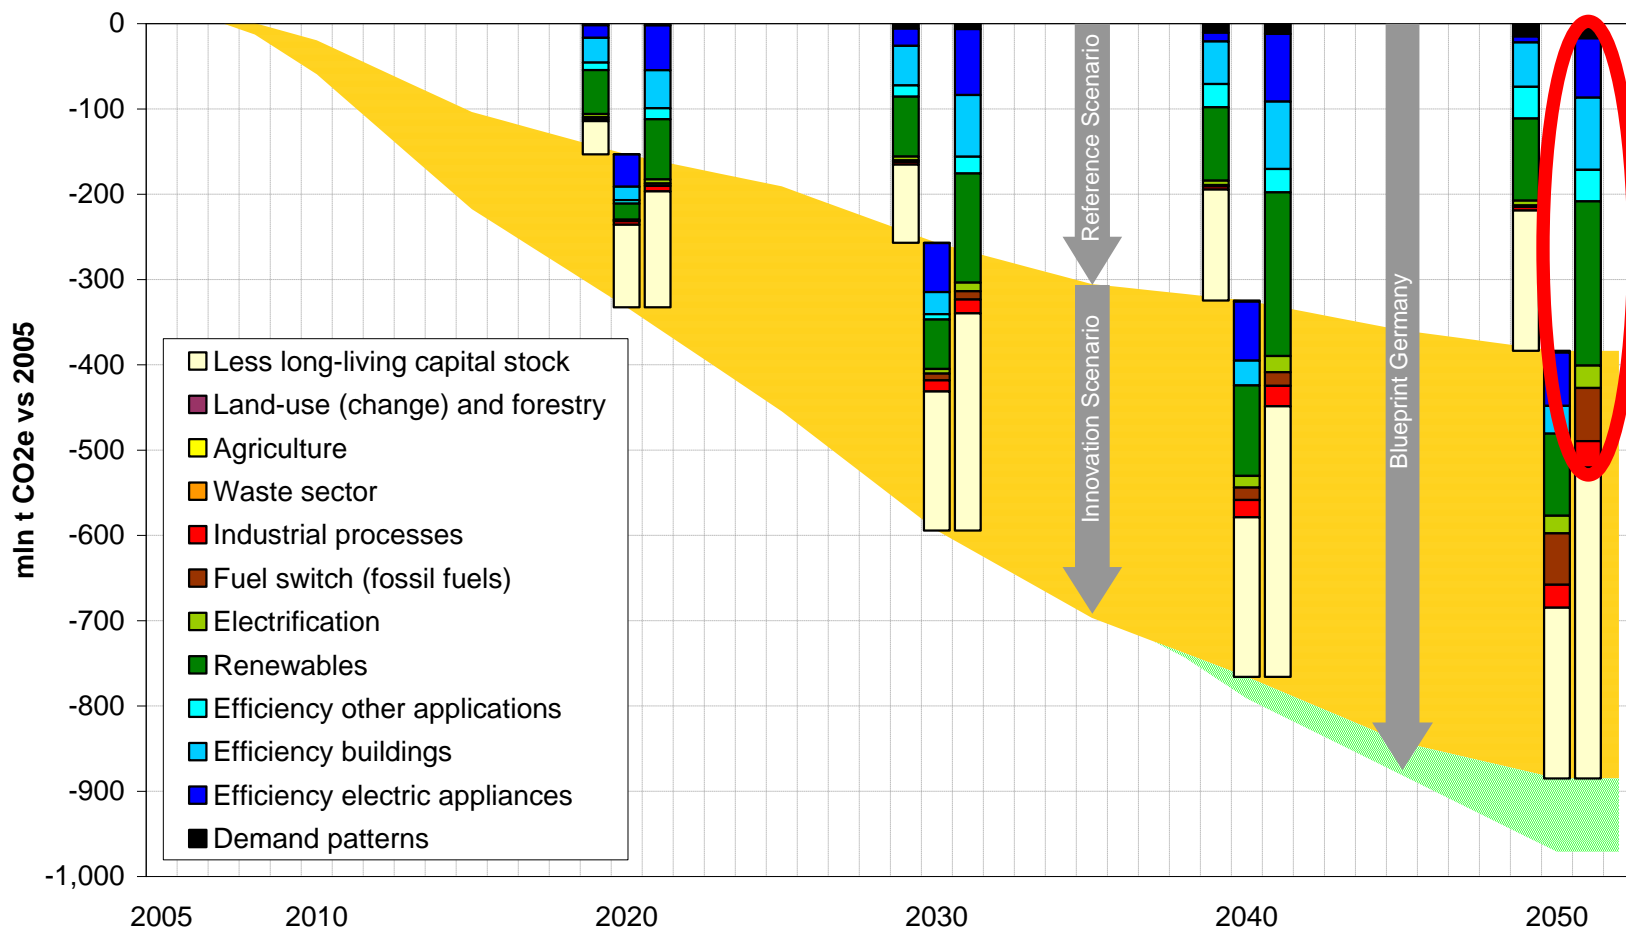 mln t CO2e vs 2005
0
-100
-200
-300
-400
-500
-600
-700
-800
-900
-1,000
Less long-living capital stock
Land-use (change) and forestry
Agriculture
Waste sector
Industrial processes
Fuel switch (fossil fuels)
Electrification
Renewables
Efficiency other applications
Efficiency buildings
Efficiency electric appliances
Demand patterns
Reference Scenario
Innovation Scenario
Blueprint Germany
2005
2010
2020
2030
2040
2050